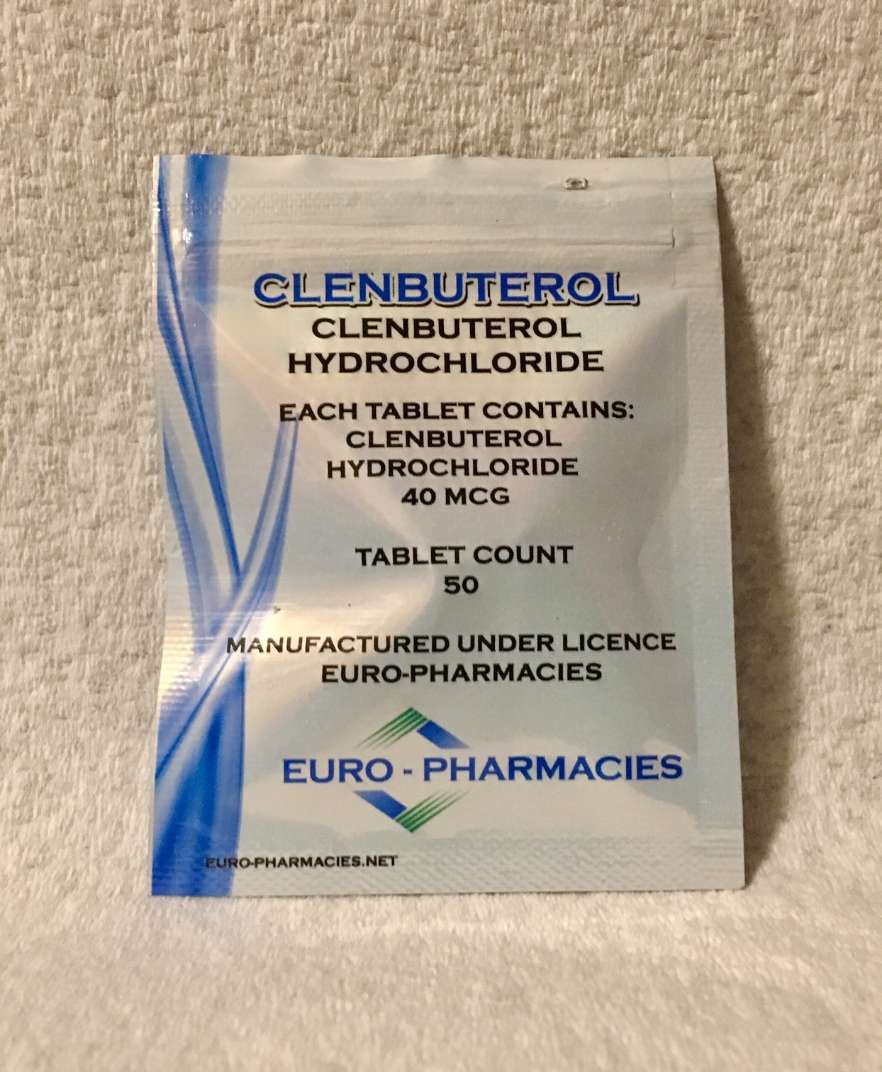 CLENBUTEROL
CLENBUTEROL
HYDROCHLORIDE
EACH TABLET CONTAINS:
CLENBUTEROL
HYDROCHLORIDE
40 MCG
TABLET COUNT
50
MANUFACTURED UNDER LICENCE
EURO-PHARMACIES
EURO - PHARMACIES
EURO-PHARMACIES.NET